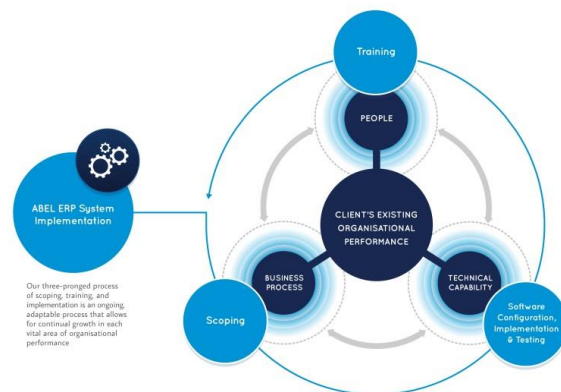 Training
PEOPLE
ABEL ERP System
Implementation
CLIENT'S EXISTING
ORGANISATIONAL
PERFORMANCE
Our three-pronged process
of scoping, training, and
implementation is an ongoing,
adaptable process that allows
for continual growth in each
vital area of organisational
performance
BUSINESS
PROCESS
TECHNICAL
CAPABILITY
Scoping
Software
Configuration,
Implementation
& Testing